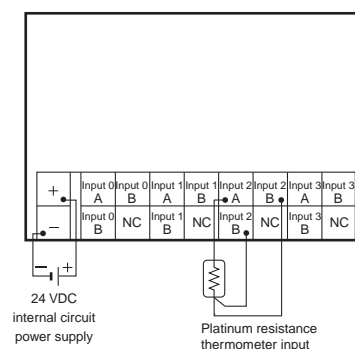 + Input 0 A Input 0 B Input 1 A Input 1 B Input 2 A Input 2 B Input 3 A Input 3 B
− Input 0 B NC Input 1 B NC Input 2 B NC Input 3 B NC
− +
24 VDC
internal circuit
power supply
Platinum resistance
thermometer input